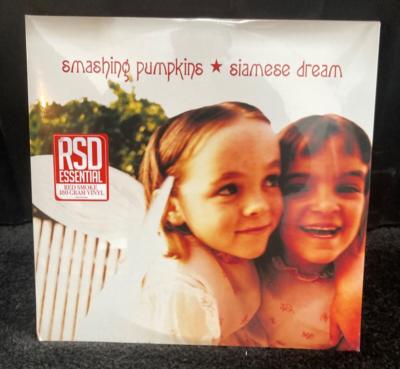 smashing pumpkins ★ siamese dream
RSD
ESSENTIAL
RED SMOKE
180 GRAM VINYL